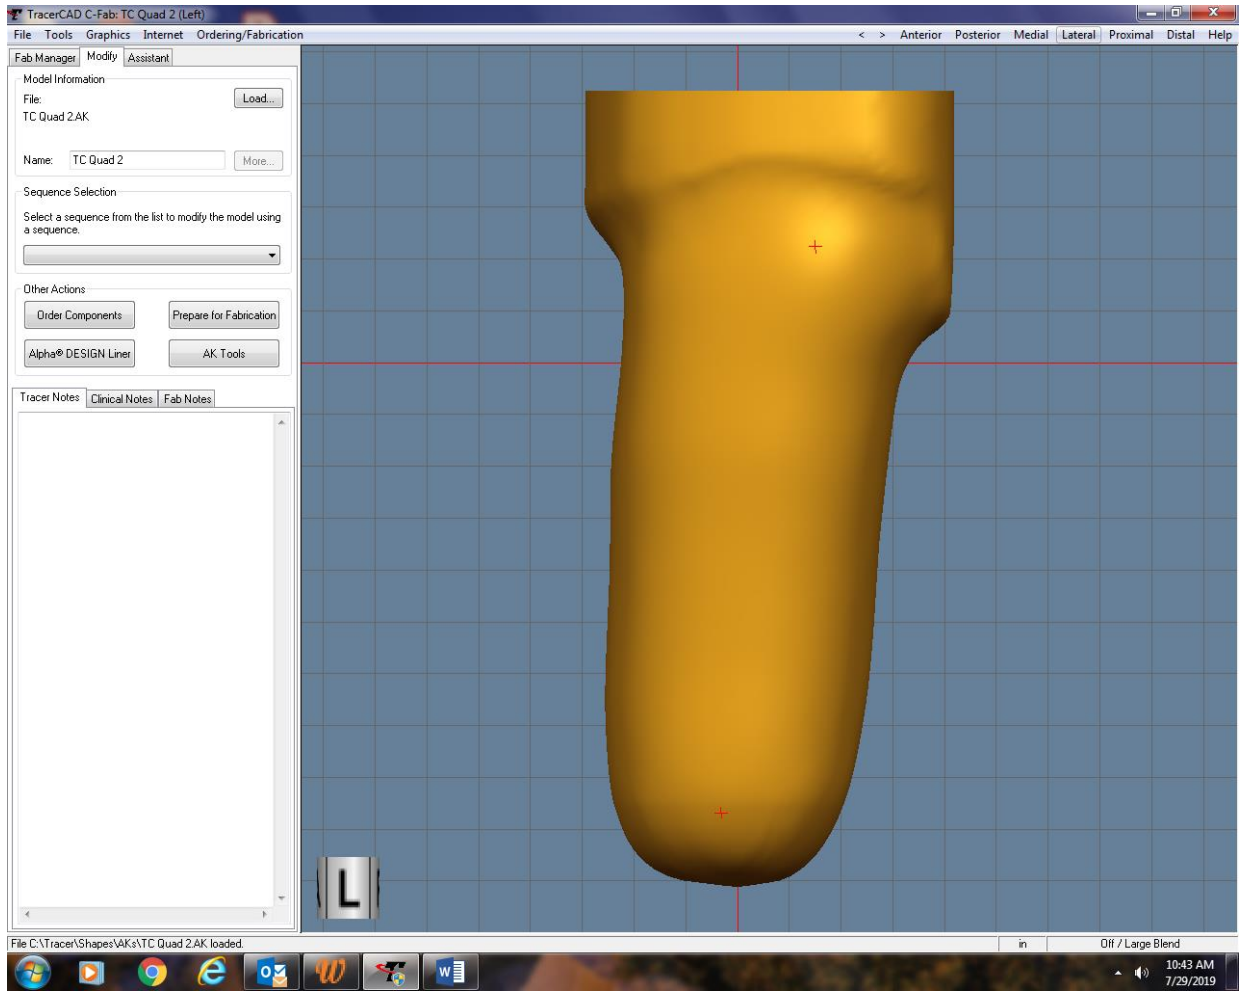 TracerCAD C-Fab: TC Quad 2 (Left)
File Tools Graphics Internet Ordering/Fabrication < > Anterior Posterior Medial Lateral Proximal Distal Help
Fab Manager Modify Assistant
Model Information
File: Load...
TC Quad 2.AK
Name: TC Quad 2 More...
Sequence Selection
Select a sequence from the list to modify the model using
a sequence.
Other Actions
Order Components Prepare for Fabrication
Alpha® DESIGN Liner AK Tools
Tracer Notes Clinical Notes Fab Notes
L
File C:\Tracer\Shapes\AKs\TC Quad 2.AK loaded. in Off / Large Blend
10:43 AM
7/29/2019